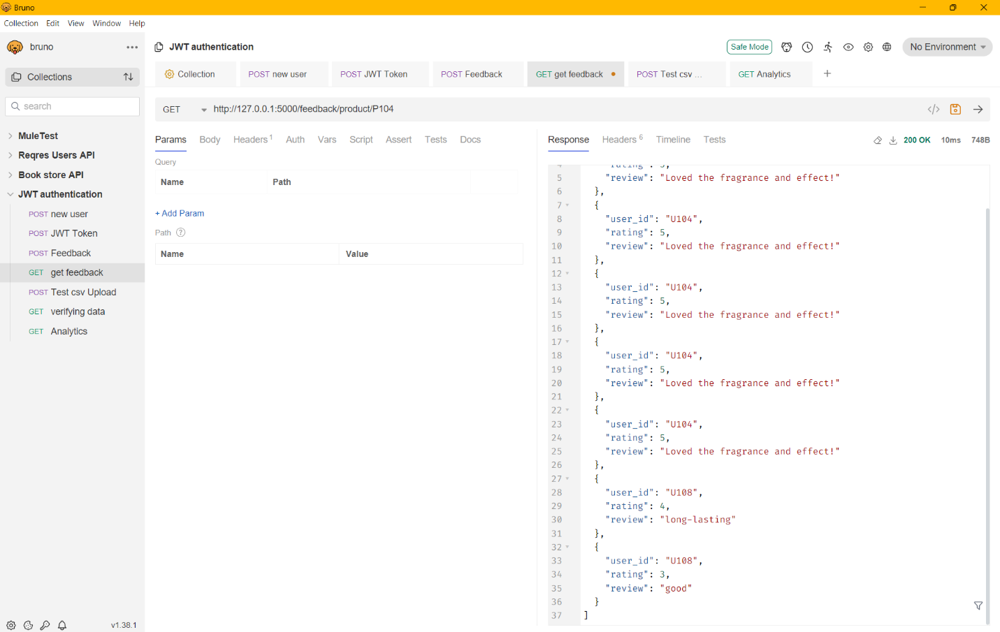 Bruno
Collection Edit View Window Help
bruno
JWT authentication
Safe Mode
No Environment
Collections
Collection
POST new user
POST JWT Token
POST Feedback
GET get feedback
POST Test csv ...
GET Analytics
search
GET http://127.0.0.1:5000/feedback/product/P104
MuleTest
Reqres Users API
Book store API
JWT authentication
POST new user
POST JWT Token
POST Feedback
GET get feedback
POST Test csv Upload
GET verifying data
GET Analytics
v1.38.1
Params Body Headers 1 Auth Vars Script Assert Tests Docs
Query
Name Path
+ Add Param
Path ?
Name Value
Response Headers 6 Timeline Tests
200 OK 10ms 748B
4 "rating": 5,
5 "review": "Loved the fragrance and effect!"
6 },
7 {
8 "user_id": "U104",
9 "rating": 5,
10 "review": "Loved the fragrance and effect!"
11 },
12 {
13 "user_id": "U104",
14 "rating": 5,
15 "review": "Loved the fragrance and effect!"
16 },
17 {
18 "user_id": "U104",
19 "rating": 5,
20 "review": "Loved the fragrance and effect!"
21 },
22 {
23 "user_id": "U104",
24 "rating": 5,
25 "review": "Loved the fragrance and effect!"
26 },
27 {
28 "user_id": "U108",
29 "rating": 4,
30 "review": "long-lasting"
31 },
32 {
33 "user_id": "U108",
34 "rating": 3,
35 "review": "good"
36 }
37 ]